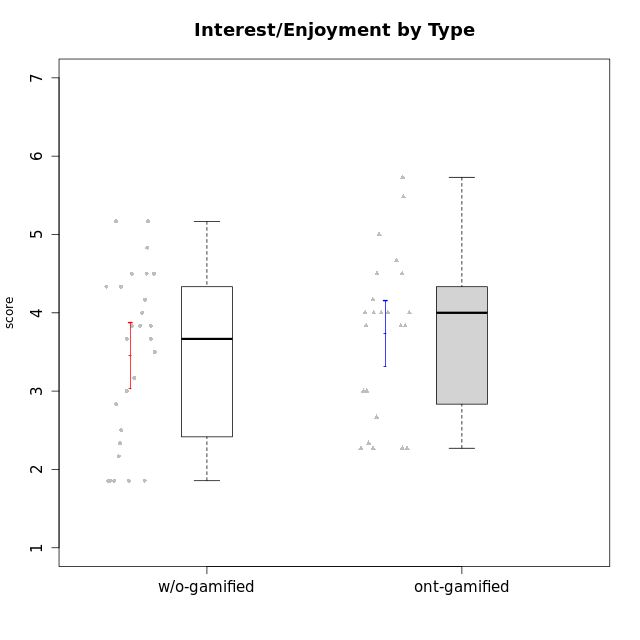 Interest/Enjoyment by Type
score
7
6
5
4
3
2
1
w/o-gamified
ont-gamified